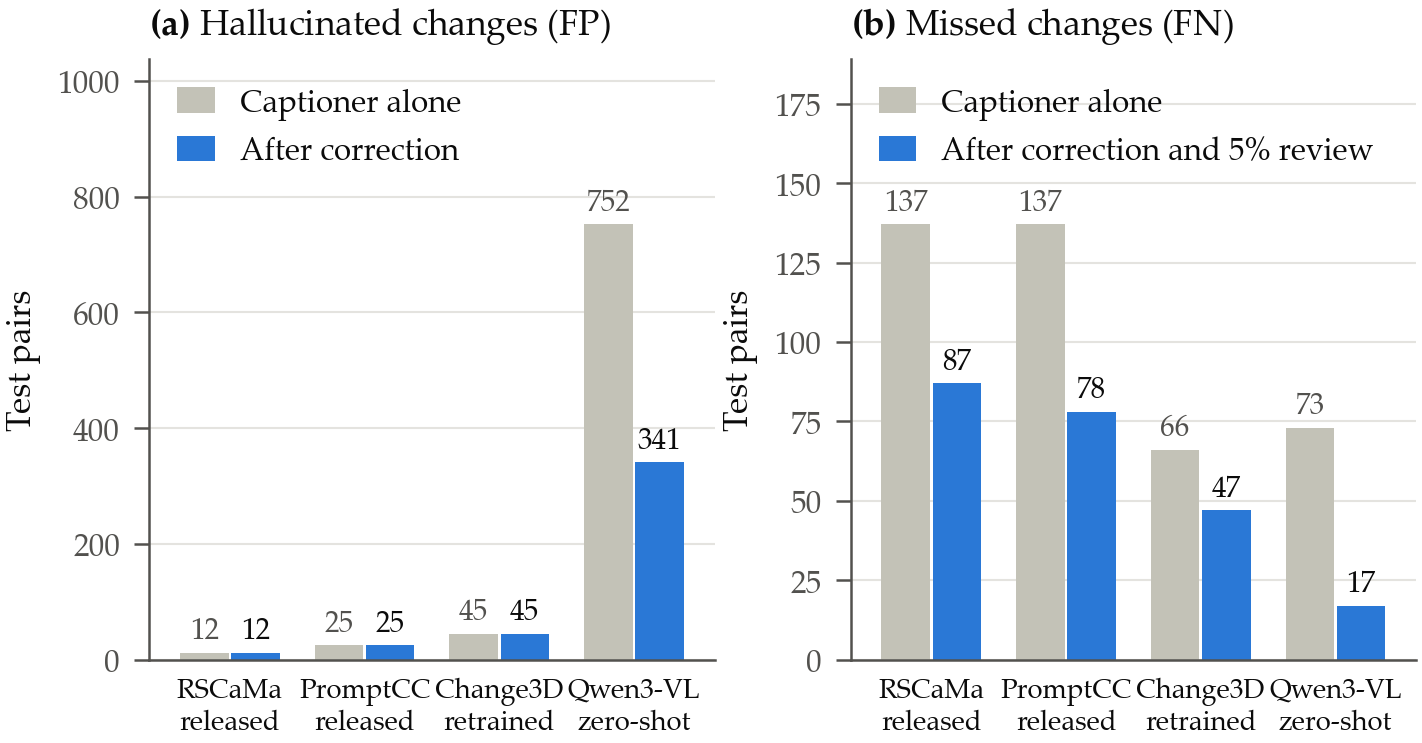 (a) Hallucinated changes (FP)
Test pairs
1000
800
600
400
200
0
Captioner alone
After correction
12
12
25
25
45
45
752
341
RSCaMa
released
PromptCC
released
Change3D
retrained
Qwen3-VL
zero-shot
(b) Missed changes (FN)
Test pairs
175
150
125
100
75
50
25
0
Captioner alone
After correction and 5% review
137
87
137
78
66
47
73
17
RSCaMa
released
PromptCC
released
Change3D
retrained
Qwen3-VL
zero-shot